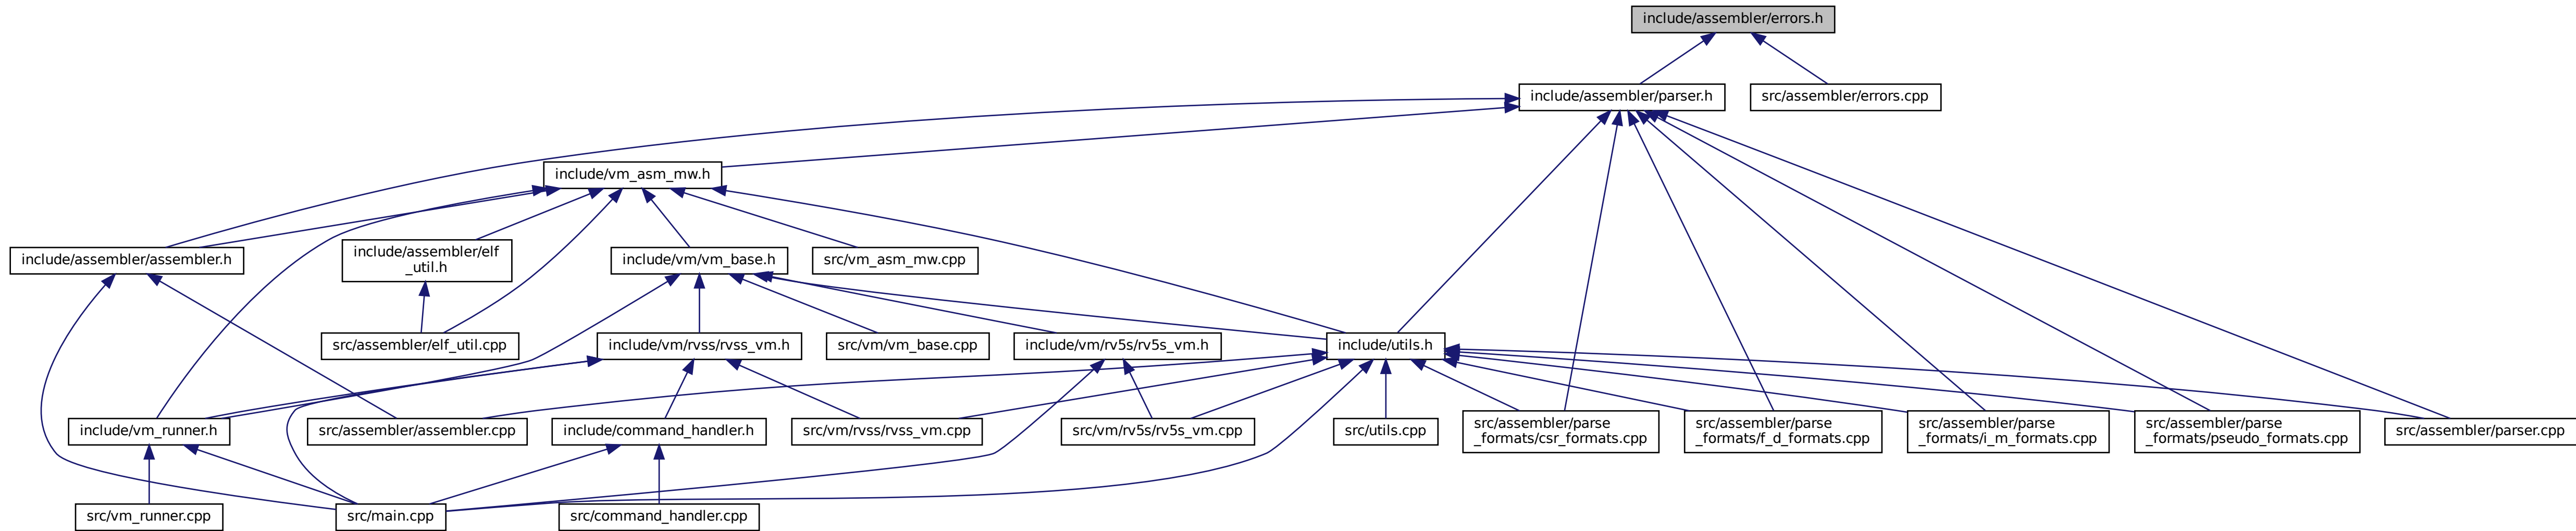 include/assembler/errors.h
include/assembler/parser.h
src/assembler/errors.cpp
include/vm_asm_mw.h
include/assembler/assembler.h
include/assembler/elf
_util.h
include/vm/vm_base.h
src/vm_asm_mw.cpp
src/assembler/elf_util.cpp
include/vm/rvss/rvss_vm.h
src/vm/vm_base.cpp
include/vm/rv5s/rv5s_vm.h
include/utils.h
include/vm_runner.h
src/assembler/assembler.cpp
include/command_handler.h
src/vm/rvss/rvss_vm.cpp
src/vm/rv5s/rv5s_vm.cpp
src/utils.cpp
src/assembler/parse
_formats/csr_formats.cpp
src/assembler/parse
_formats/f_d_formats.cpp
src/assembler/parse
_formats/i_m_formats.cpp
src/assembler/parse
_formats/pseudo_formats.cpp
src/assembler/parser.cpp
src/vm_runner.cpp
src/main.cpp
src/command_handler.cpp